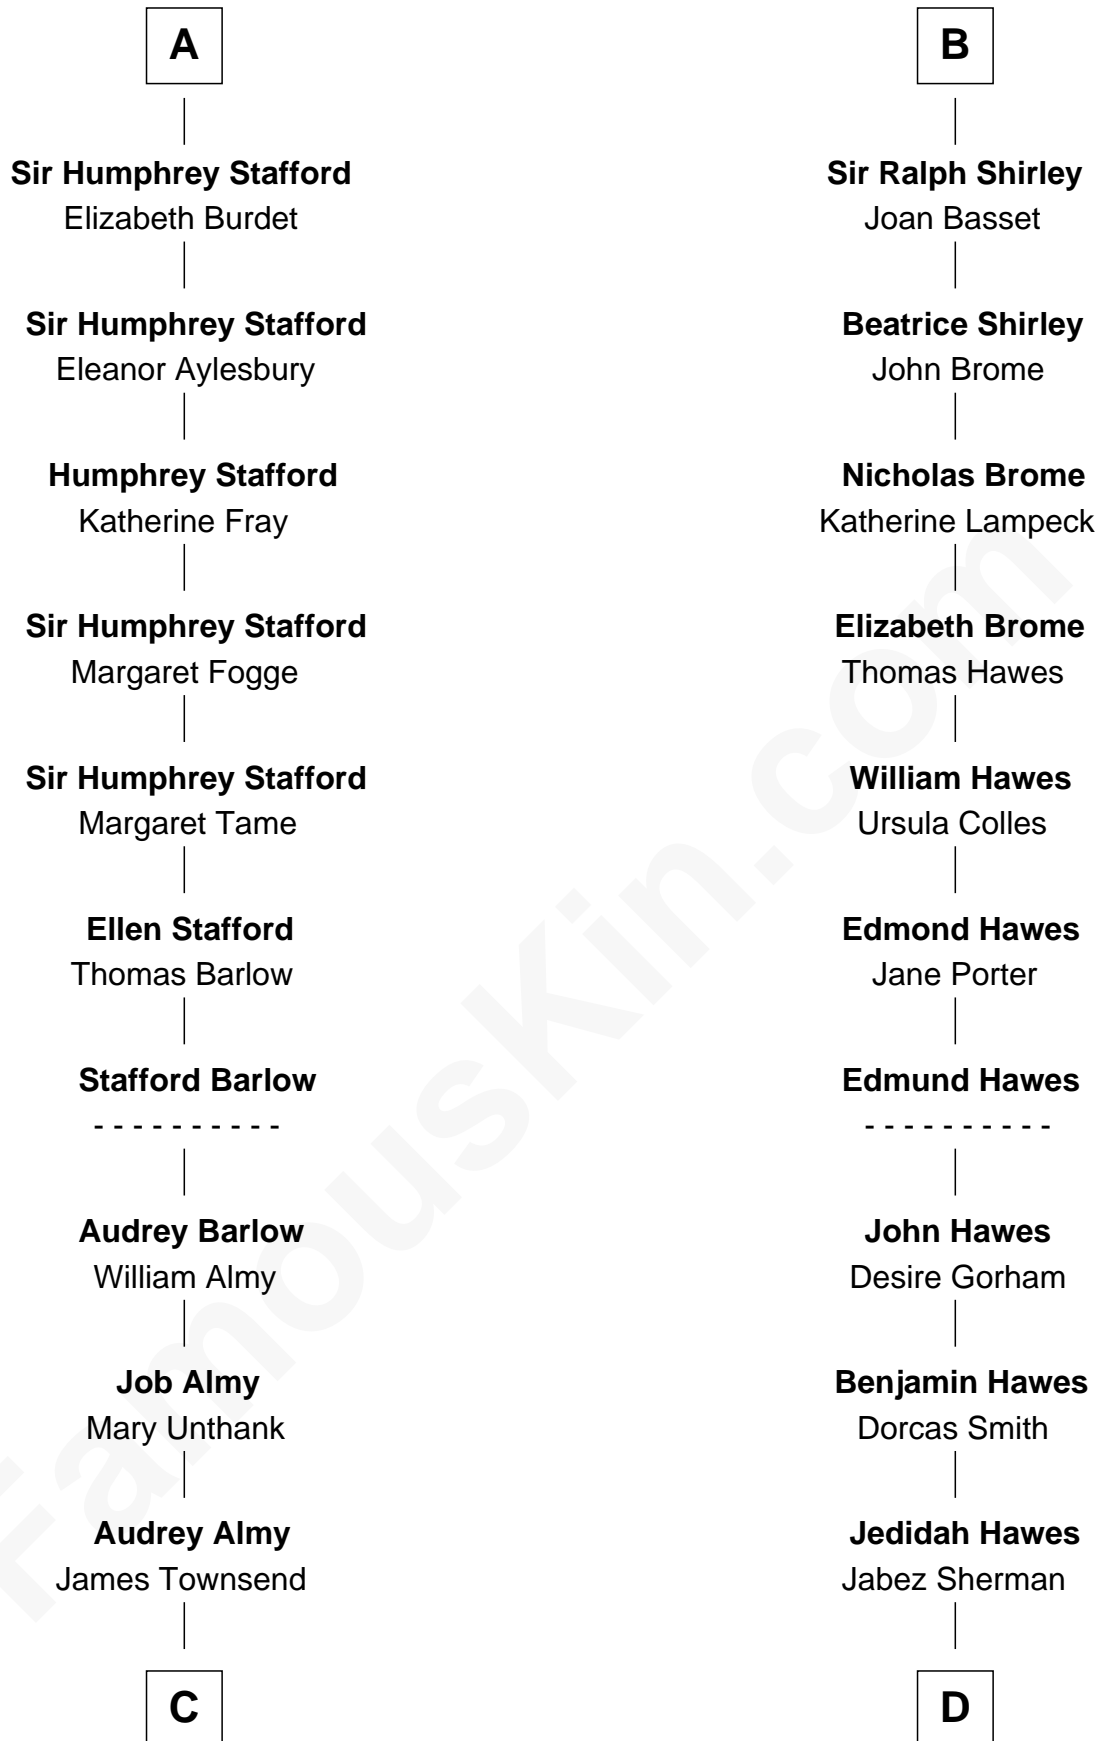 A
Sir Humphrey Stafford
Elizabeth Burdet
Sir Humphrey Stafford
Eleanor Aylesbury
Humphrey Stafford
Katherine Fray
Sir Humphrey Stafford
Margaret Fogge
Sir Humphrey Stafford
Margaret Tame
Ellen Stafford
Thomas Barlow
Stafford Barlow
- - - - - - - - - -
Audrey Barlow
William Almy
Job Almy
Mary Unthank
Audrey Almy
James Townsend
C
B
Sir Ralph Shirley
Joan Basset
Beatrice Shirley
John Brome
Nicholas Brome
Katherine Lampeck
Elizabeth Brome
Thomas Hawes
William Hawes
Ursula Colles
Edmond Hawes
Jane Porter
Edmund Hawes
- - - - - - - - - -
John Hawes
Desire Gorham
Benjamin Hawes
Dorcas Smith
Jedidah Hawes
Jabez Sherman
D
FamousKin.com